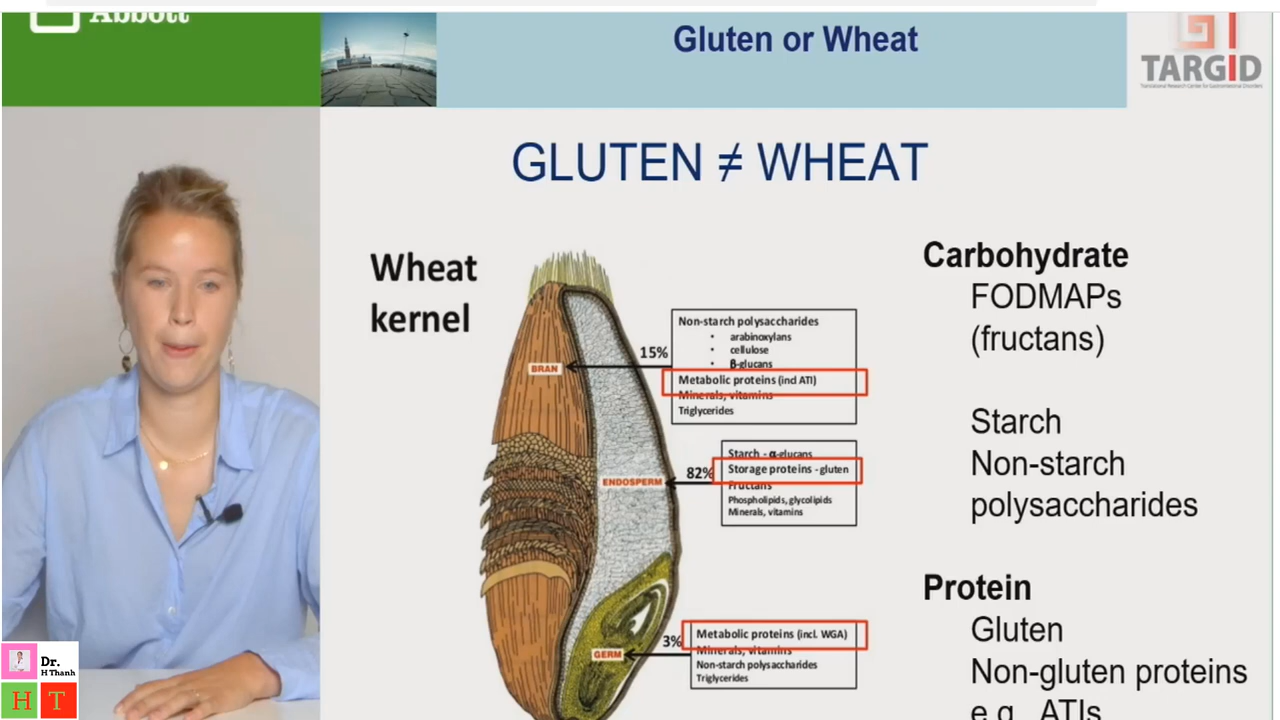 Abbott
Gluten or Wheat
TARGID
Translational Research Center for Gastrointestinal Disorders
GLUTEN ≠ WHEAT
Wheat
kernel
BRAN
15%
Non-starch polysaccharides
• arabinoxylans
• cellulose
• β-glucans
Metabolic proteins (incl ATI)
Minerals, vitamins
Triglycerides
ENDOSPERM
82%
Starch - α-glucans
Storage proteins - gluten
Fructans
Phospholipids, glycolipids
Minerals, vitamins
GERM
3%
Metabolic proteins (incl. WGA)
Minerals, vitamins
Non-starch polysaccharides
Triglycerides
Carbohydrate
FODMAPs
(fructans)
Starch
Non-starch
polysaccharides
Protein
Gluten
Non-gluten proteins
e.g. ATIs
Dr.
H Thanh
H T